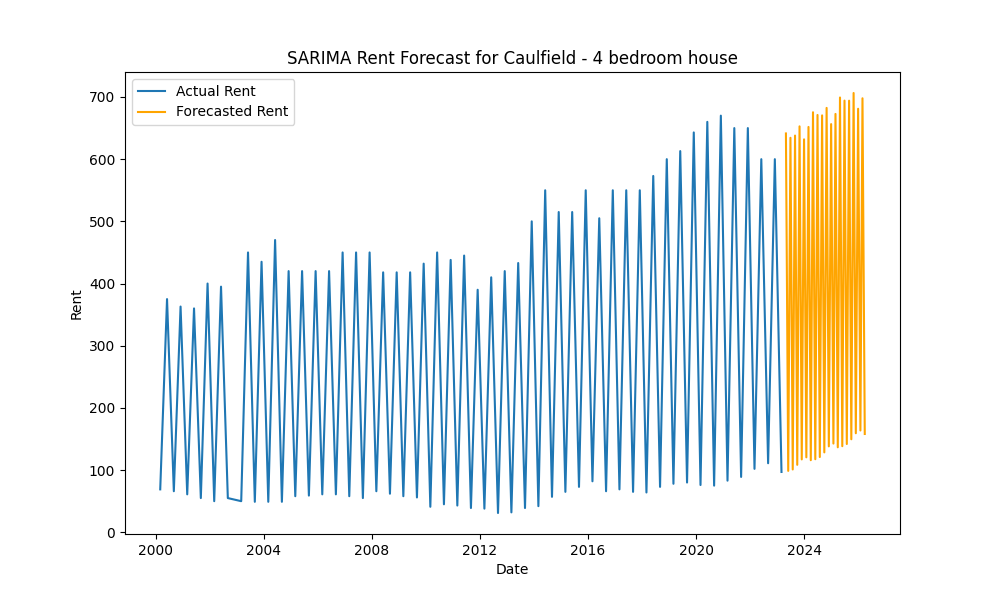 SARIMA Rent Forecast for Caulfield - 4 bedroom house
Actual Rent
Forecasted Rent
700
600
500
400
300
200
100
0
Rent
2000 2004 2008 2012 2016 2020 2024
Date